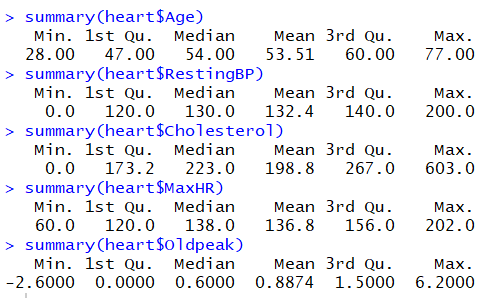 > summary(heart$Age)
Min. 1st Qu. Median Mean 3rd Qu. Max.
28.00 47.00 54.00 53.51 60.00 77.00
> summary(heart$RestingBP)
Min. 1st Qu. Median Mean 3rd Qu. Max.
0.0 120.0 130.0 132.4 140.0 200.0
> summary(heart$Cholesterol)
Min. 1st Qu. Median Mean 3rd Qu. Max.
0.0 173.2 223.0 198.8 267.0 603.0
> summary(heart$MaxHR)
Min. 1st Qu. Median Mean 3rd Qu. Max.
60.0 120.0 138.0 136.8 156.0 202.0
> summary(heart$Oldpeak)
Min. 1st Qu. Median Mean 3rd Qu. Max.
-2.6000 0.0000 0.6000 0.8874 1.5000 6.2000